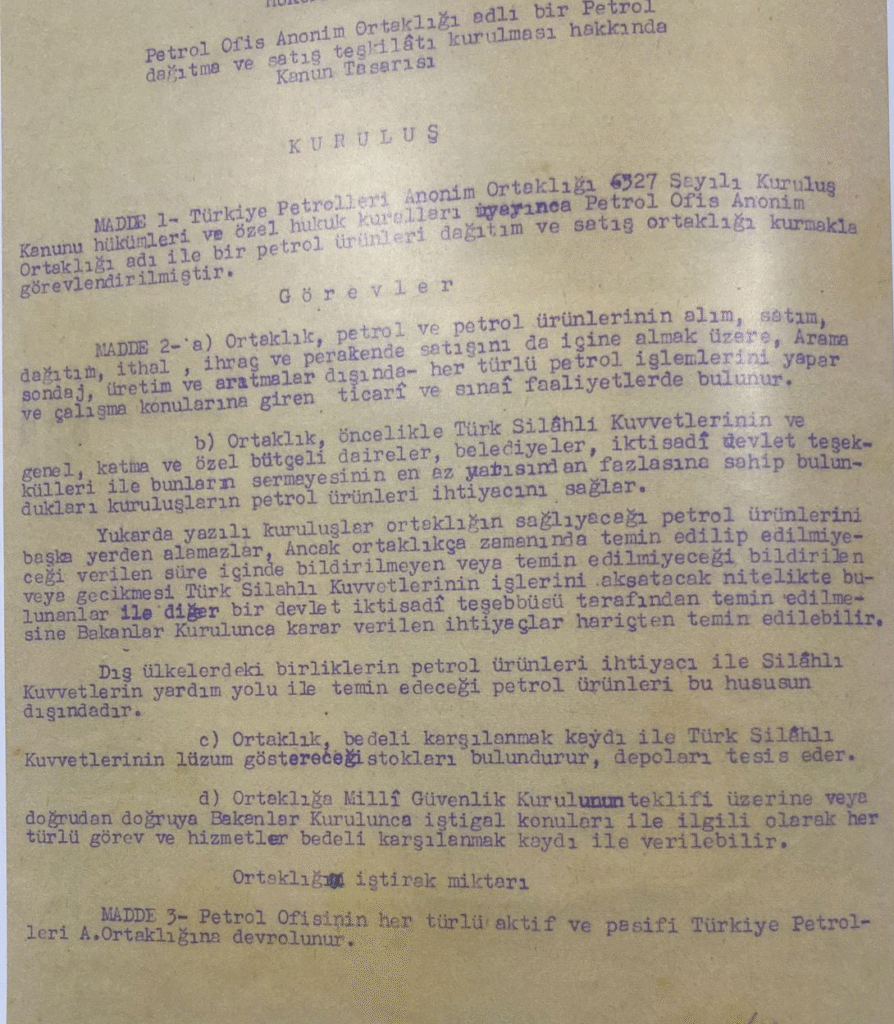 Petrol Ofis Anonim Ortaklığı adlı bir Petrol
dağıtma ve satış teşkilâtı kurulması hakkında
Kanun Tasarısı
K U R U L U Ş
MADDE 1- Türkiye Petrolleri Anonim Ortaklığı 6327 Sayılı Kuruluş
Kanunu hükümleri ve özel hukuk kuralları uyarınca Petrol Ofis Anonim
Ortaklığı adı ile bir petrol ürünleri dağıtım ve satış ortaklığı kurmakla
görevlendirilmiştir.
G ö r e v l e r
MADDE 2- a) Ortaklık, petrol ve petrol ürünlerinin alım, satım,
dağıtım, ithal , ihraç ve perakende satışını da içine almak üzere, Arama
sondaj, üretim ve aratmalar dışında- her türlü petrol işlemlerini yapar
ve çalışma konularına giren ticarî ve sınaî faaliyetlerde bulunur.
b) Ortaklık, öncelikle Türk Silâhli Kuvvetlerinin ve
genel, katma ve özel bütçeli daireler, belediyeler, iktisadî devlet teşek-
külleri ile bunların sermayesinin en az yarısından fazlasına sahip bulun-
dukları kuruluşların petrol ürünleri ihtiyacını sağlar.
Yukarda yazılı kuruluşlar ortaklığın sağlıyacağı petrol ürünlerini
başka yerden alamazlar, Ancak ortaklıkça zamanında temin edilip edilmiye-
ceği verilen süre içinde bildirilmeyen veya temin edilmiyeceği bildirilen
veya gecikmesi Türk Silahlı Kuvvetlerinin işlerini aksatacak nitelikte bu-
lunanlar ile diğer bir devlet iktisadî teşebbüsü tarafından temin edilme-
sine Bakanlar Kurulunca karar verilen ihtiyaçlar hariçten temin edilebilir.
Dış ülkelerdeki birliklerin petrol ürünleri ihtiyacı ile Silâhlı
Kuvvetlerin yardım yolu ile temin edeceği petrol ürünleri bu hususun
dışındadır.
c) Ortaklık, bedeli karşılanmak kaydı ile Türk Silâhlı
Kuvvetlerinin lüzum göstereceği stokları bulundurur, depoları tesis eder.
d) Ortaklığa Millî Güvenlik Kurulunun teklifi üzerine veya
doğrudan doğruya Bakanlar Kurulunca iştigal konuları ile ilgili olarak her
türlü görev ve hizmetler bedeli karşılanmak kaydı ile verilebilir.
Ortaklığın iştirak miktarı
MADDE 3- Petrol Ofisinin her türlü aktif ve pasifi Türkiye Petrol-
leri A.Ortaklığına devrolunur.